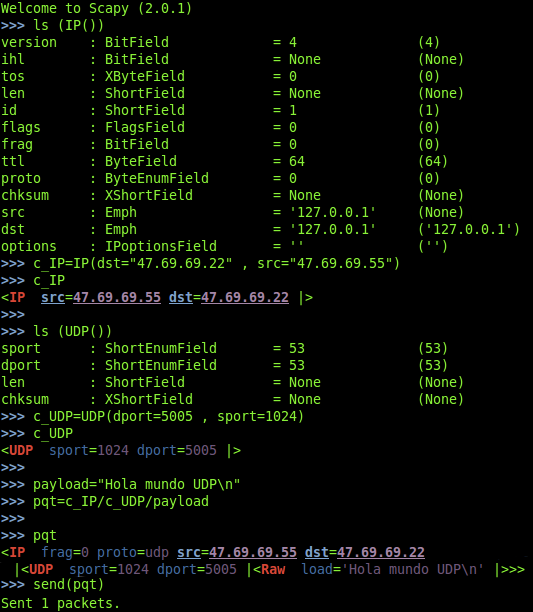 Welcome to Scapy (2.0.1)
>>> ls (IP())
version    : BitField             = 4               (4)
ihl        : BitField             = None            (None)
tos        : XByteField           = 0               (0)
len        : ShortField           = None            (None)
id         : ShortField           = 1               (1)
flags      : FlagsField           = 0               (0)
frag       : BitField             = 0               (0)
ttl        : ByteField            = 64              (64)
proto      : ByteEnumField        = 0               (0)
chksum     : XShortField          = None            (None)
src        : Emph                 = '127.0.0.1'     (None)
dst        : Emph                 = '127.0.0.1'     ('127.0.0.1')
options    : IPoptionsField       = ''              ('')
>>> c_IP=IP(dst="47.69.69.22" , src="47.69.69.55")
>>> c_IP
<IP  src=47.69.69.55 dst=47.69.69.22 |>
>>>
>>> ls (UDP())
sport      : ShortEnumField       = 53              (53)
dport      : ShortEnumField       = 53              (53)
len        : ShortField           = None            (None)
chksum     : XShortField          = None            (None)
>>> c_UDP=UDP(dport=5005 , sport=1024)
>>> c_UDP
<UDP  sport=1024 dport=5005 |>
>>>
>>> payload="Hola mundo UDP\n"
>>> pqt=c_IP/c_UDP/payload
>>>
>>> pqt
<IP  frag=0 proto=udp src=47.69.69.55 dst=47.69.69.22
|<UDP  sport=1024 dport=5005 |<Raw  load='Hola mundo UDP\n' |>>>
>>> send(pqt)
Sent 1 packets.